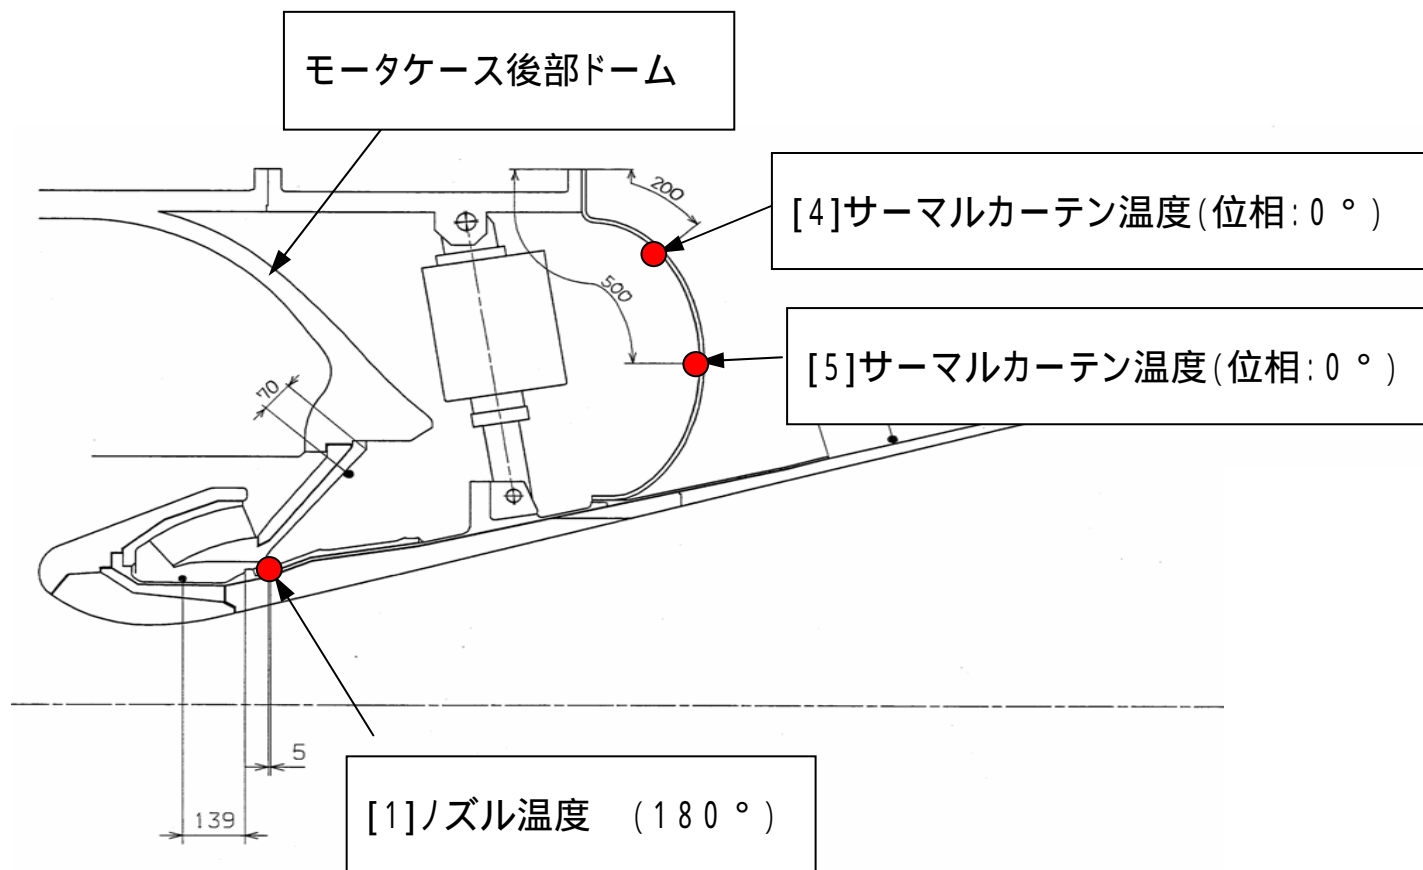 モータケース後部ドーム
[4]サーマルカーテン温度(位相:0°)
200
500
[5]サーマルカーテン温度(位相:0°)
70
5
139
[1]ノズル温度 (180°)